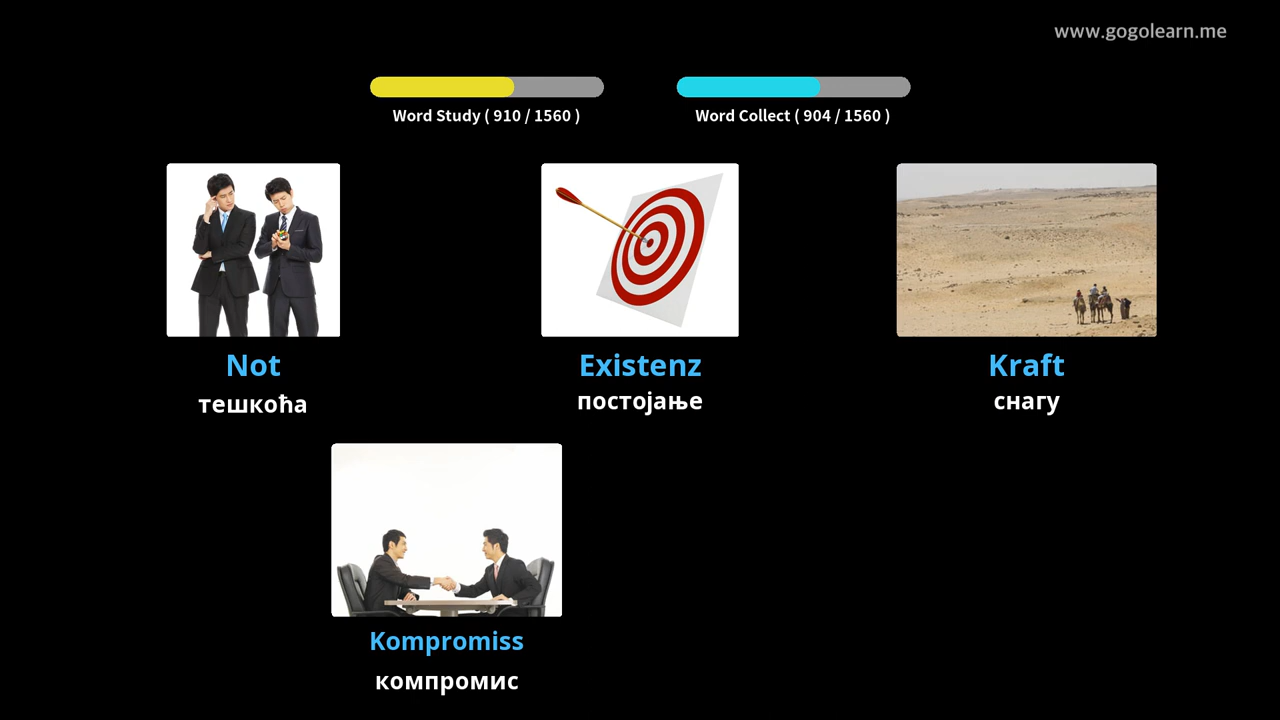 www.gogolearn.me
Word Study ( 910 / 1560 )
Word Collect ( 904 / 1560 )
Not
тешкоћа
Existenz
постојање
Kraft
снагу
Kompromiss
компромис